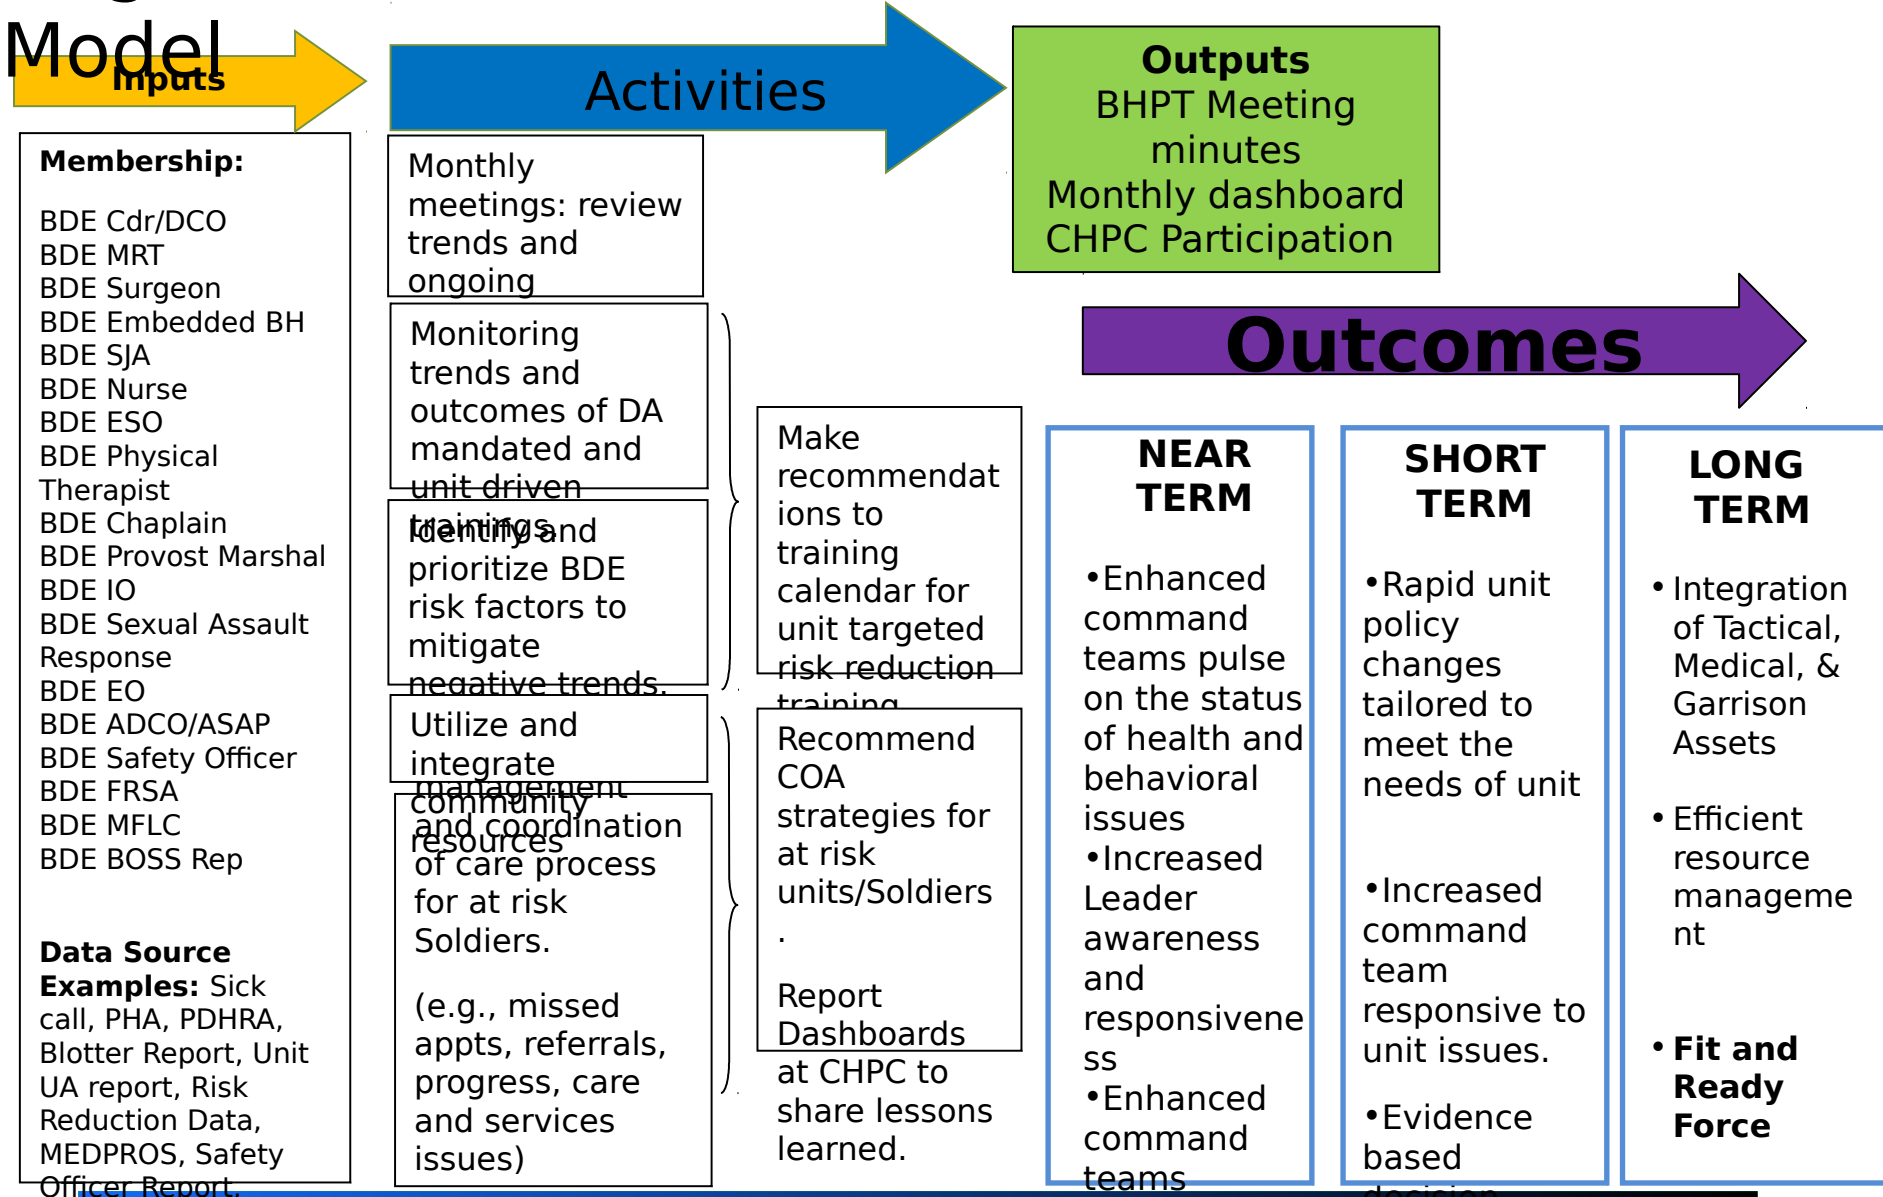 Model
Inputs
Membership:
BDE Cdr/DCO
BDE MRT
BDE Surgeon
BDE Embedded BH
BDE SJA
BDE Nurse
BDE ESO
BDE Physical
Therapist
BDE Chaplain
BDE Provost Marshal
BDE IO
BDE Sexual Assault
Response
BDE EO
BDE ADCO/ASAP
BDE Safety Officer
BDE FRSA
BDE MFLC
BDE BOSS Rep
Data Source
Examples: Sick
call, PHA, PDHRA,
Blotter Report, Unit
UA report, Risk
Reduction Data,
MEDPROS, Safety
Officer Report,
Activities
Monthly
meetings: review
trends and
ongoing
Monitoring
trends and
outcomes of DA
mandated and
unit driven
trainings.
Identify and
prioritize BDE
risk factors to
mitigate
negative trends.
Utilize and
integrate
community
resources
management
and coordination
of care process
for at risk
Soldiers.
(e.g., missed
appts, referrals,
progress, care
and services
issues)
Make
recommendat
ions to
training
calendar for
unit targeted
risk reduction
training
Recommend
COA
strategies for
at risk
units/Soldiers
.
Report
Dashboards
at CHPC to
share lessons
learned.
Outputs
BHPT Meeting
minutes
Monthly dashboard
CHPC Participation
Outcomes
NEAR
TERM
•Enhanced
command
teams pulse
on the status
of health and
behavioral
issues
•Increased
Leader
awareness
and
responsivene
ss
•Enhanced
command
teams
SHORT
TERM
•Rapid unit
policy
changes
tailored to
meet the
needs of unit
•Increased
command
team
responsive to
unit issues.
•Evidence
based
decision
LONG
TERM
•Integration
of Tactical,
Medical, &
Garrison
Assets
•Efficient
resource
manageme
nt
•Fit and
Ready
Force